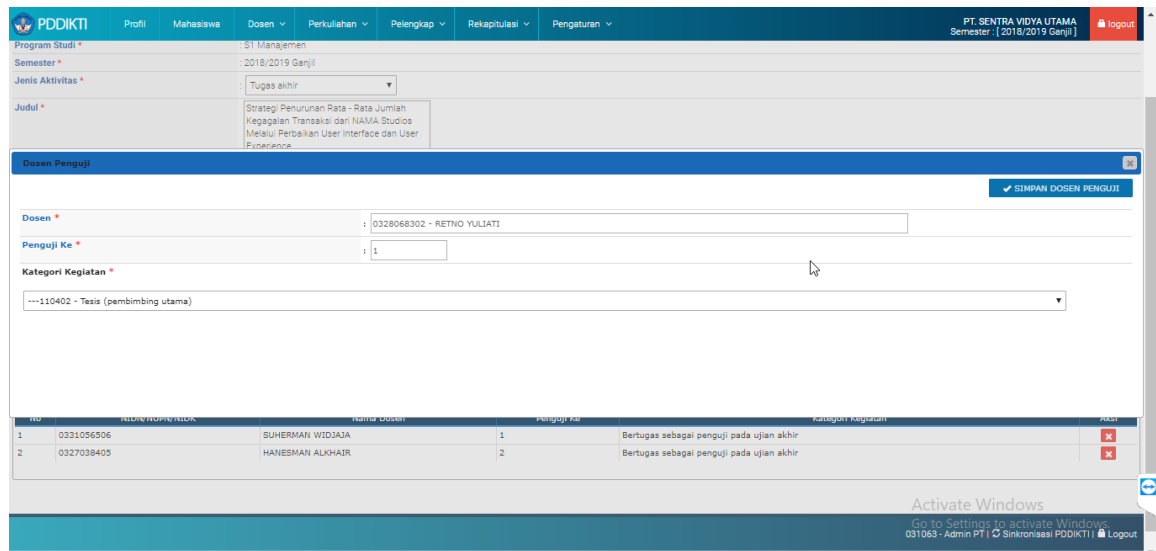 PDDIKTI Profil Mahasiswa Dosen Perkuliahan Pelengkap Rekapitulasi Pengaturan PT. SENTRA VIDYA UTAMA logout
Semester : [ 2018/2019 Ganjil ]
Program Studi * : S1 Manajemen
Semester * : 2018/2019 Ganjil
Jenis Aktivitas * : Tugas akhir
Judul * Strategi Penurunan Rata - Rata Jumlah
Kegagalan Transaksi dari NAMA Studios
Melalui Perbaikan User Interface dan User
Experience
Dosen Penguji
SIMPAN DOSEN PENGUJI
Dosen * : 0328068302 - RETNO YULIATI
Penguji Ke * : 1
Kategori Kegiatan *
---110402 - Tesis (pembimbing utama)
No NIDN/NUPN/NIDK Nama Dosen Penguji Ke Kategori Kegiatan Aksi
1 0331056506 SUHERMAN WIDJAJA 1 Bertugas sebagai penguji pada ujian akhir
2 0327038405 HANESMAN ALKHAIR 2 Bertugas sebagai penguji pada ujian akhir
Activate Windows
Go to Settings to activate Windows.
031063 - Admin PT | Sinkronisasi PDDIKTI | Logout